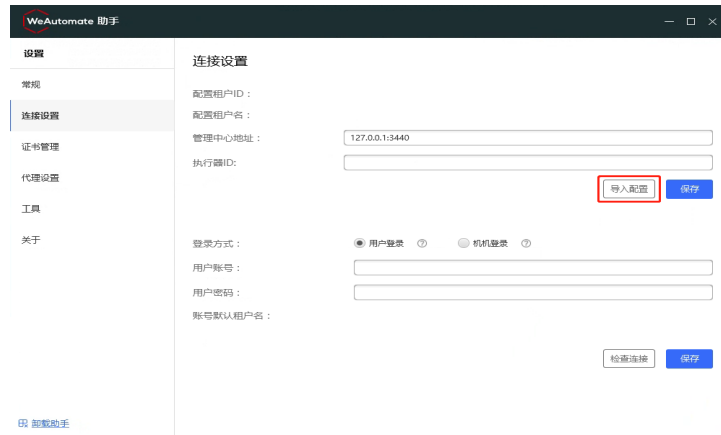 WeAutomate 助手
设置
常规
连接设置
证书管理
代理设置
工具
关于
卸载助手
连接设置
配置租户ID：
配置租户名：
管理中心地址： 127.0.0.1:3440
执行器ID:
导入配置 保存
登录方式： 用户登录 ? 机机登录 ?
用户账号：
用户密码：
账号默认租户名：
检查连接 保存